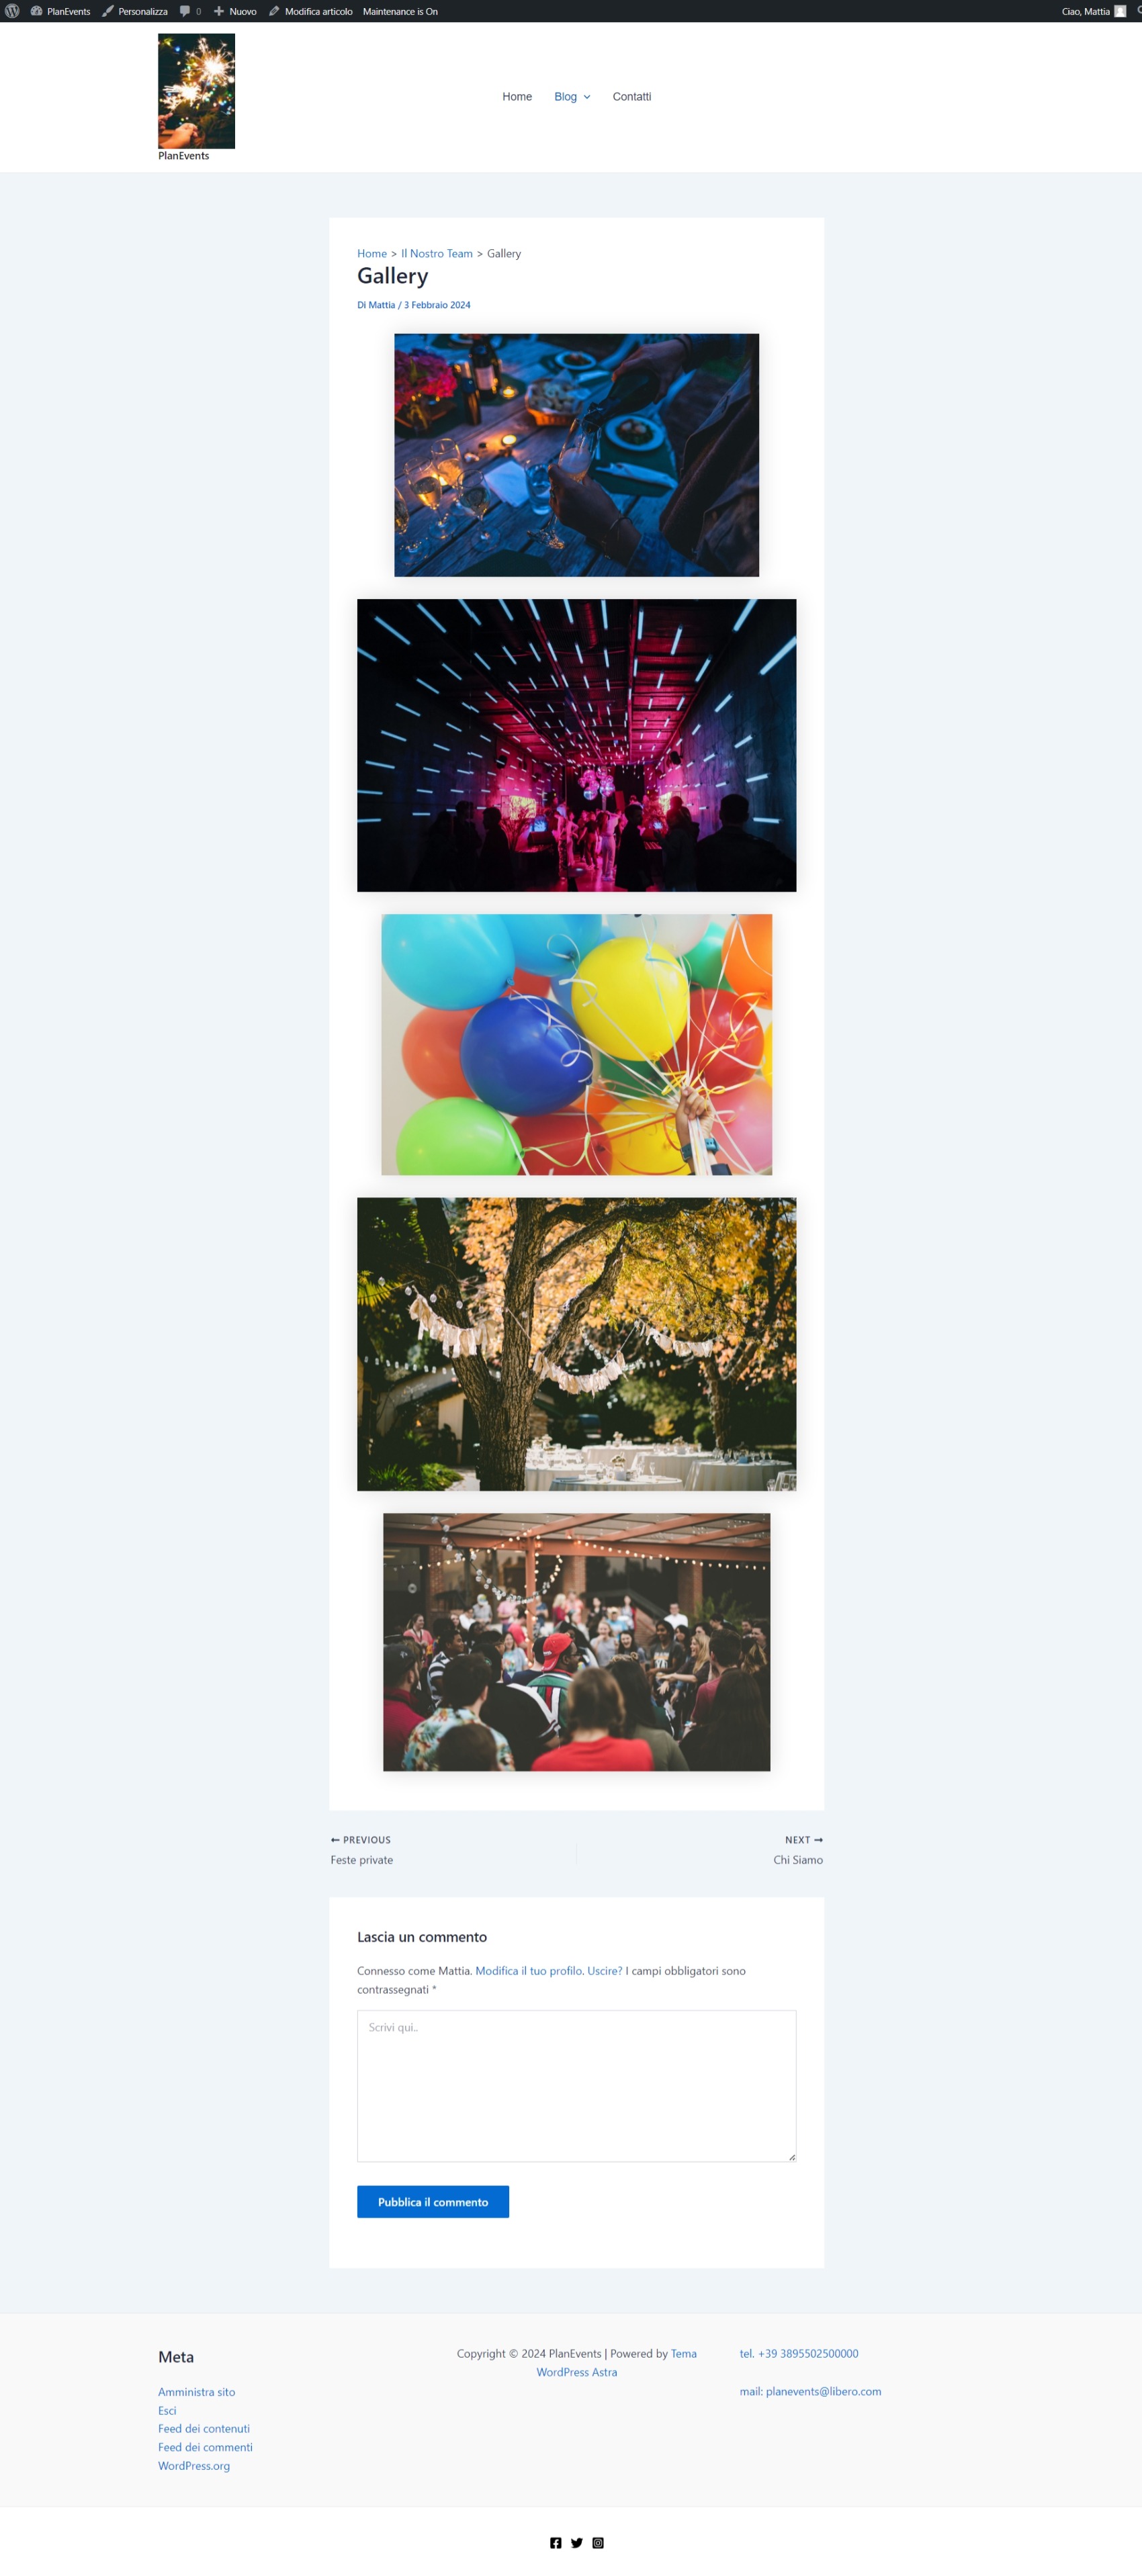 PlanEvents Personalizza 0 Nuovo Modifica articolo Maintenance is On Ciao, Mattia
Home Blog Contatti
PlanEvents
Home > Il Nostro Team > Gallery
Gallery
Di Mattia / 3 Febbraio 2024
← PREVIOUS
Feste private
NEXT →
Chi Siamo
Lascia un commento
Connesso come Mattia. Modifica il tuo profilo. Uscire? I campi obbligatori sono
contrassegnati *
Scrivi qui..
Pubblica il commento
Meta
Amministra sito
Esci
Feed dei contenuti
Feed dei commenti
WordPress.org
Copyright © 2024 PlanEvents | Powered by Tema
WordPress Astra
tel. +39 3895502500000
mail: planevents@libero.com